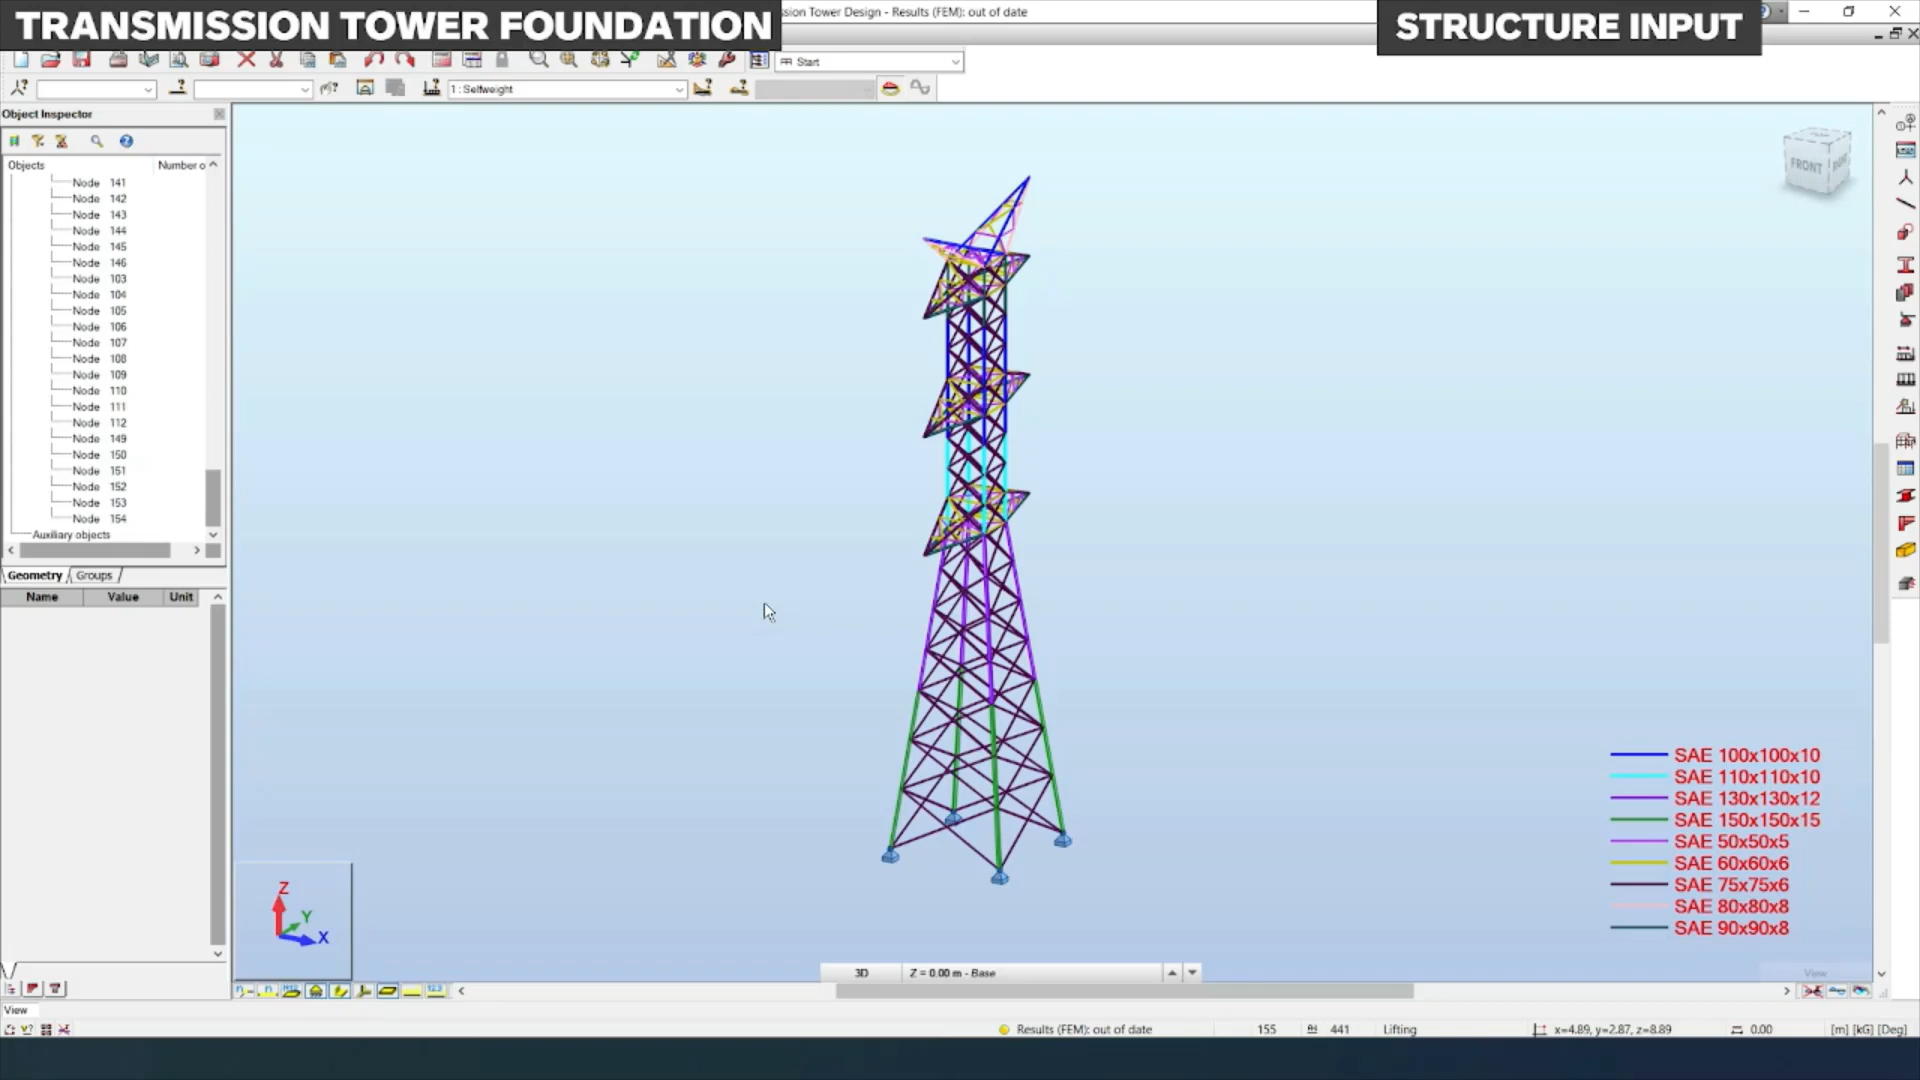 TRANSMISSION TOWER FOUNDATION
sion Tower Design - Results (FEM): out of date
STRUCTURE INPUT
Start
1 : Selfweight
Object Inspector
Objects
Number o
Node 141
Node 142
Node 143
Node 144
Node 145
Node 146
Node 103
Node 104
Node 105
Node 106
Node 107
Node 108
Node 109
Node 110
Node 111
Node 112
Node 149
Node 150
Node 151
Node 152
Node 153
Node 154
Auxiliary objects
Geometry
Groups
Name
Value
Unit
FRONT
SAE 100x100x10
SAE 110x110x10
SAE 130x130x12
SAE 150x150x15
SAE 50x50x5
SAE 60x60x6
SAE 75x75x6
SAE 80x80x8
SAE 90x90x8
Z
Y
X
3D
Z = 0.00 m - Base
View
View
Results (FEM): out of date
155
441
Lifting
x=4.89, y=2.87, z=8.89
0.00
[m] [kG] [Deg]